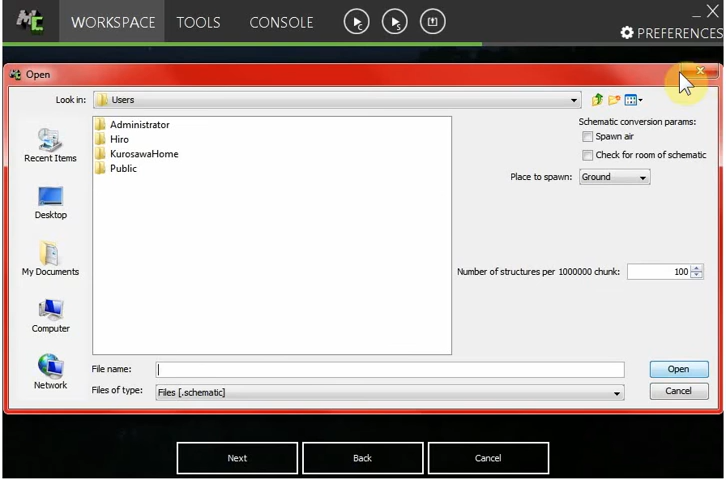 WORKSPACE TOOLS CONSOLE
PREFERENCES
Open
Look in: Users
Schematic conversion params:
Administrator
Hiro
KurosawaHome
Public
Spawn air
Check for room of schematic
Place to spawn: Ground
Recent Items
Desktop
My Documents
Computer
Network
Number of structures per 1000000 chunk: 100
File name: Open
Files of type: Files [.schematic] Cancel
Next Back Cancel